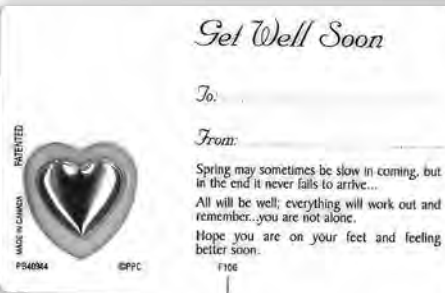 Get Well Soon
To:
From:
Spring may sometimes be slow in coming, but
in the end it never fails to arrive...
All will be well; everything will work out and
remember...you are not alone.
Hope you are on your feet and feeling
better soon.
PATENTED
MADE IN CANADA
PB40944
©PPC
F106